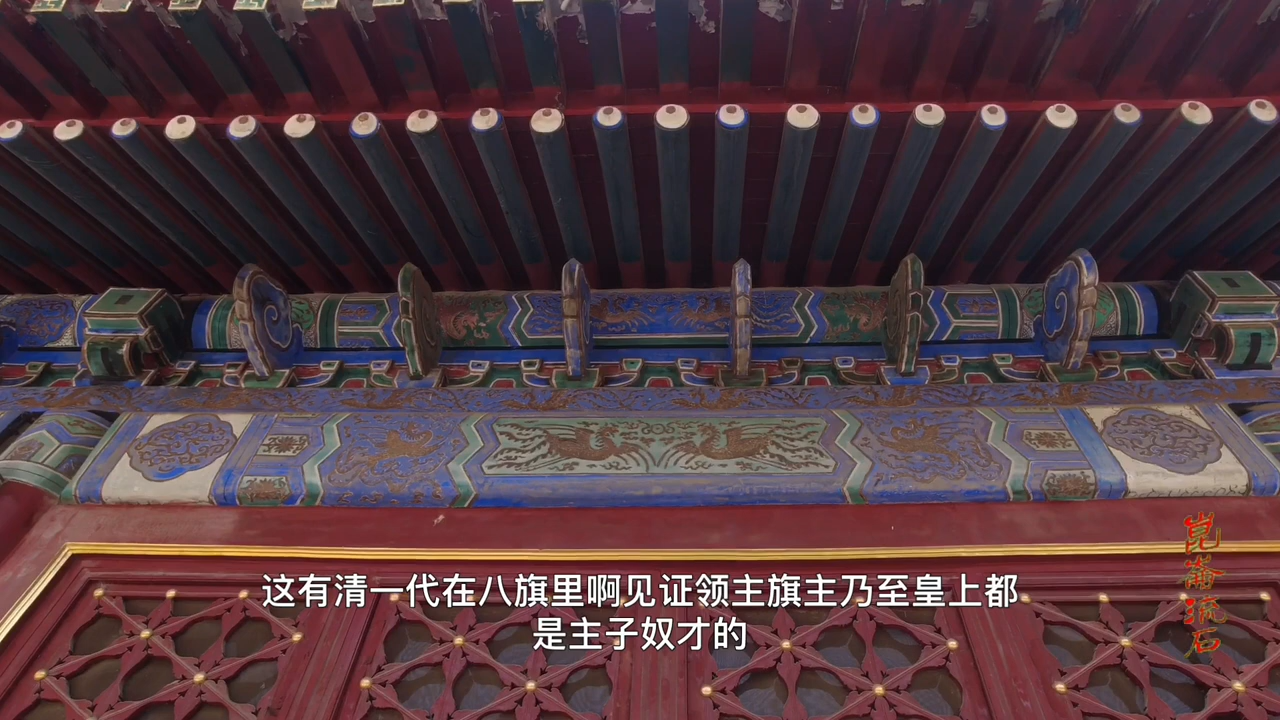 这有清一代在八旗里啊见证领主旗主乃至皇上都
是主子奴才的
崑崙流石